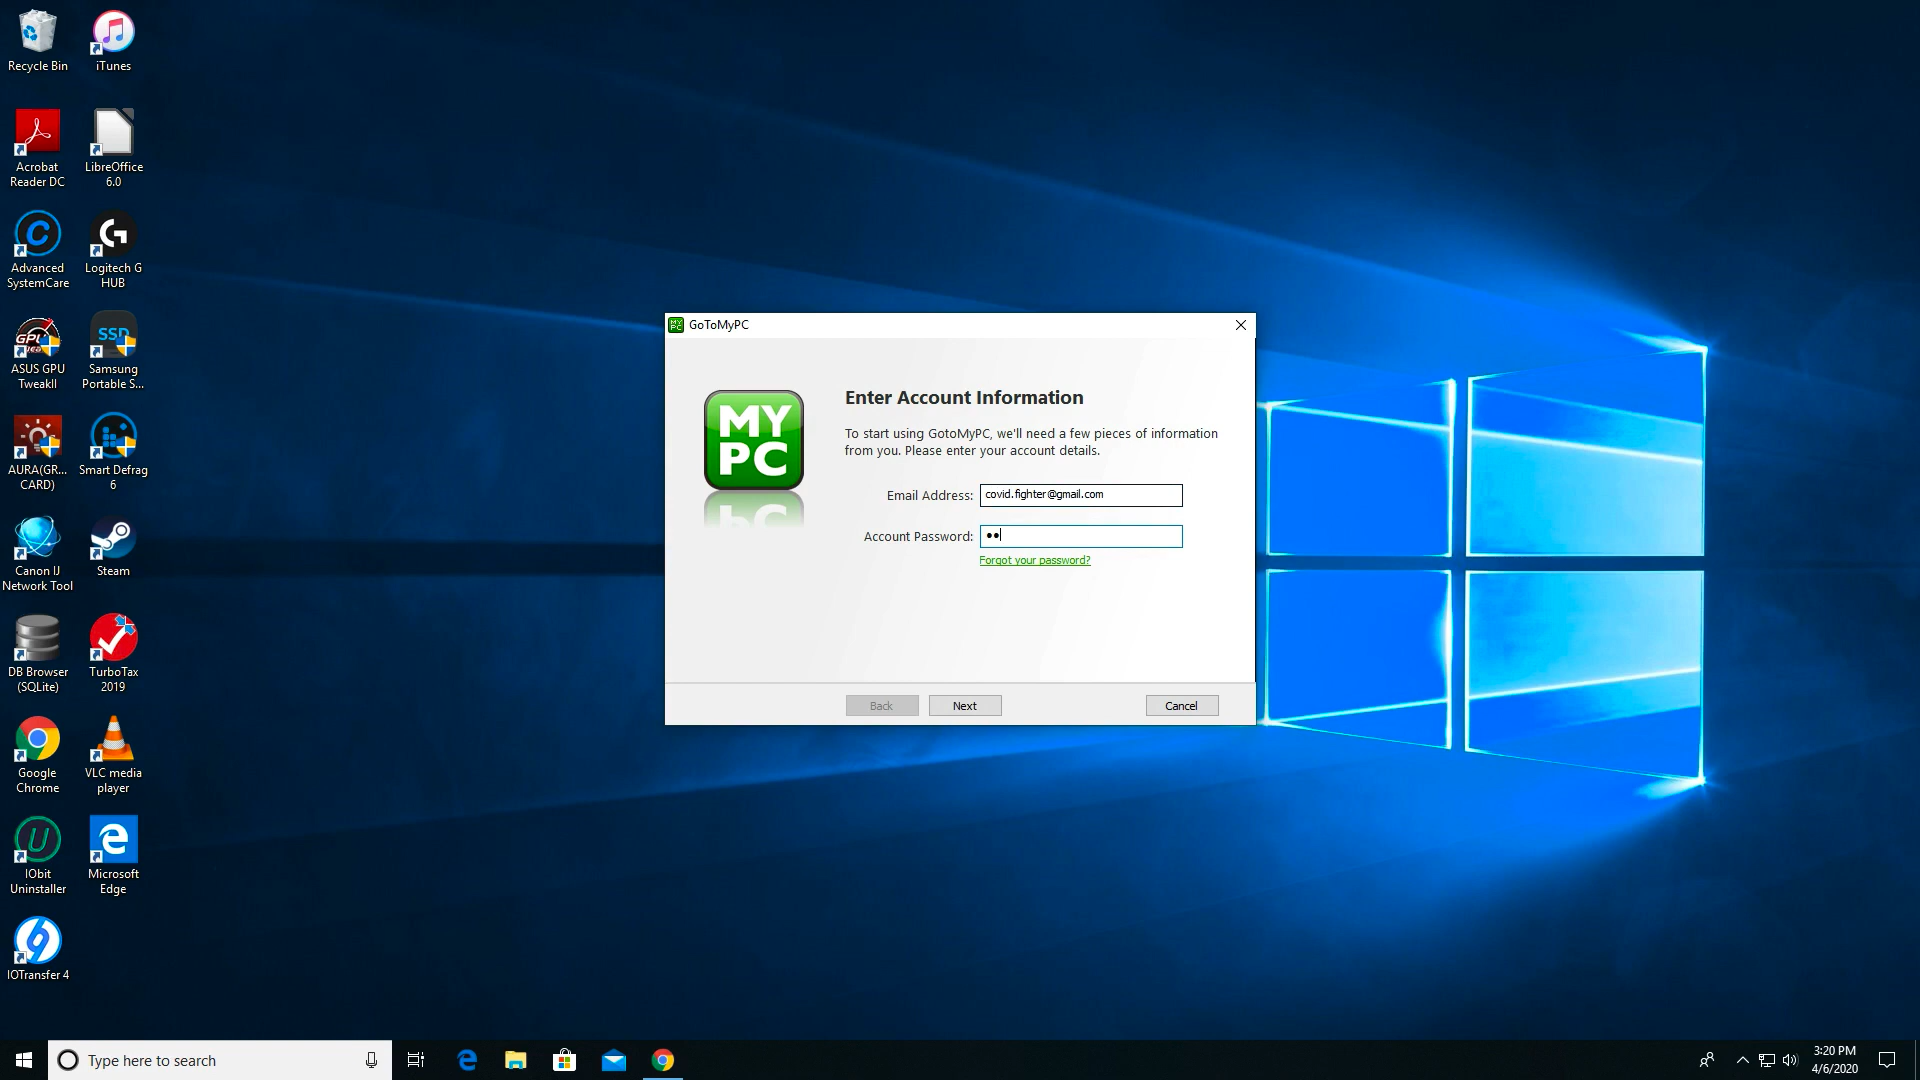 Recycle Bin
iTunes
Acrobat
Reader DC
LibreOffice
6.0
Advanced
SystemCare
Logitech G
HUB
GPU
ASUS GPU
TweakII
SSD
Samsung
Portable S...
AURA(GR...
CARD)
Smart Defrag
6
Canon IJ
Network Tool
Steam
DB Browser
(SQLite)
TurboTax
2019
Google
Chrome
VLC media
player
IObit
Uninstaller
Microsoft
Edge
IOTransfer 4
MY
PC
GoToMyPC
MY
PC
Enter Account Information
To start using GotoMyPC, we'll need a few pieces of information
from you. Please enter your account details.
Email Address: covid.fighter@gmail.com
Account Password: ••
Forgot your password?
Back
Next
Cancel
Type here to search
3:20 PM
4/6/2020